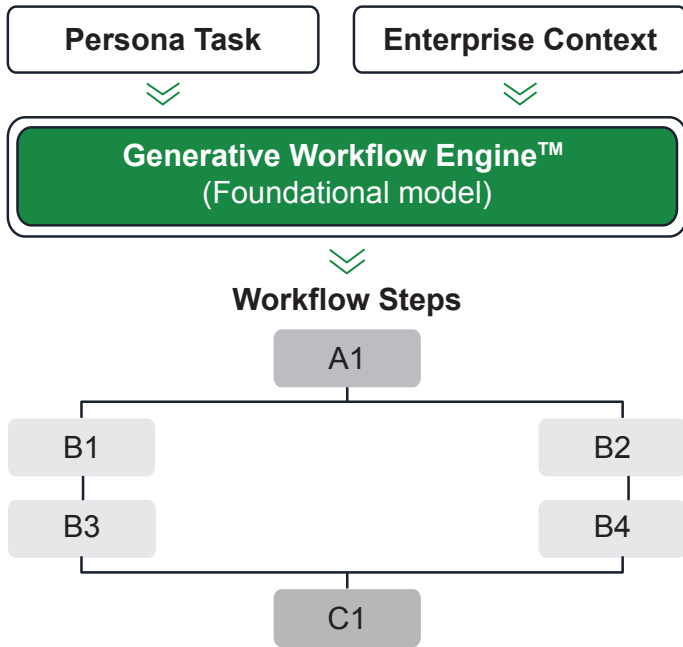 Persona Task
Enterprise Context
Generative Workflow Engine™
(Foundational model)
Workflow Steps
A1
B1
B2
B3
B4
C1